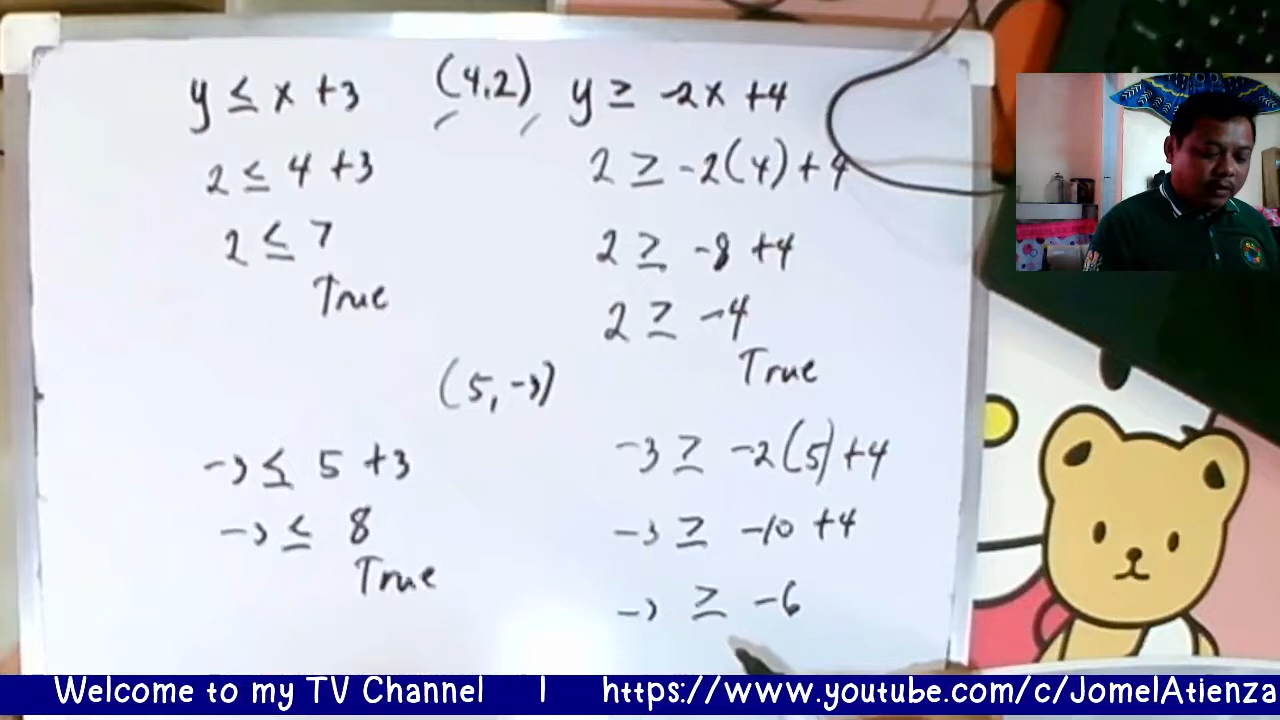 y ≤ x + 3 (4,2) y ≥ -2x + 4
2 ≤ 4 + 3 2 ≥ -2(4) + 4
2 ≤ 7 2 ≥ -8 + 4
True 2 ≥ -4
True
(5, -3)
-3 ≤ 5 + 3 -3 ≥ -2(5) + 4
-3 ≤ 8 -3 ≥ -10 + 4
True -3 ≥ -6
Welcome to my TV Channel | https://www.youtube.com/c/JomelAtienza